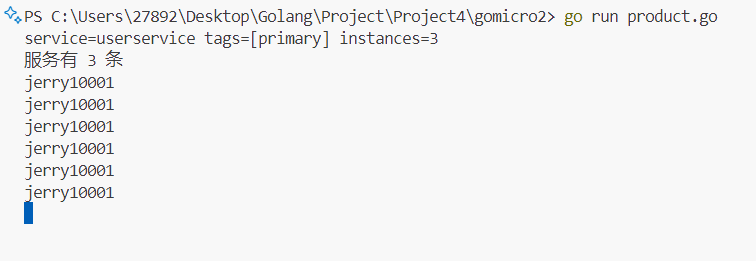 PS C:\Users\27892\Desktop\Golang\Project\Project4\gomicro2> go run product.go
service=userservice tags=[primary] instances=3
服务有 3 条
jerry10001
jerry10001
jerry10001
jerry10001
jerry10001
jerry10001